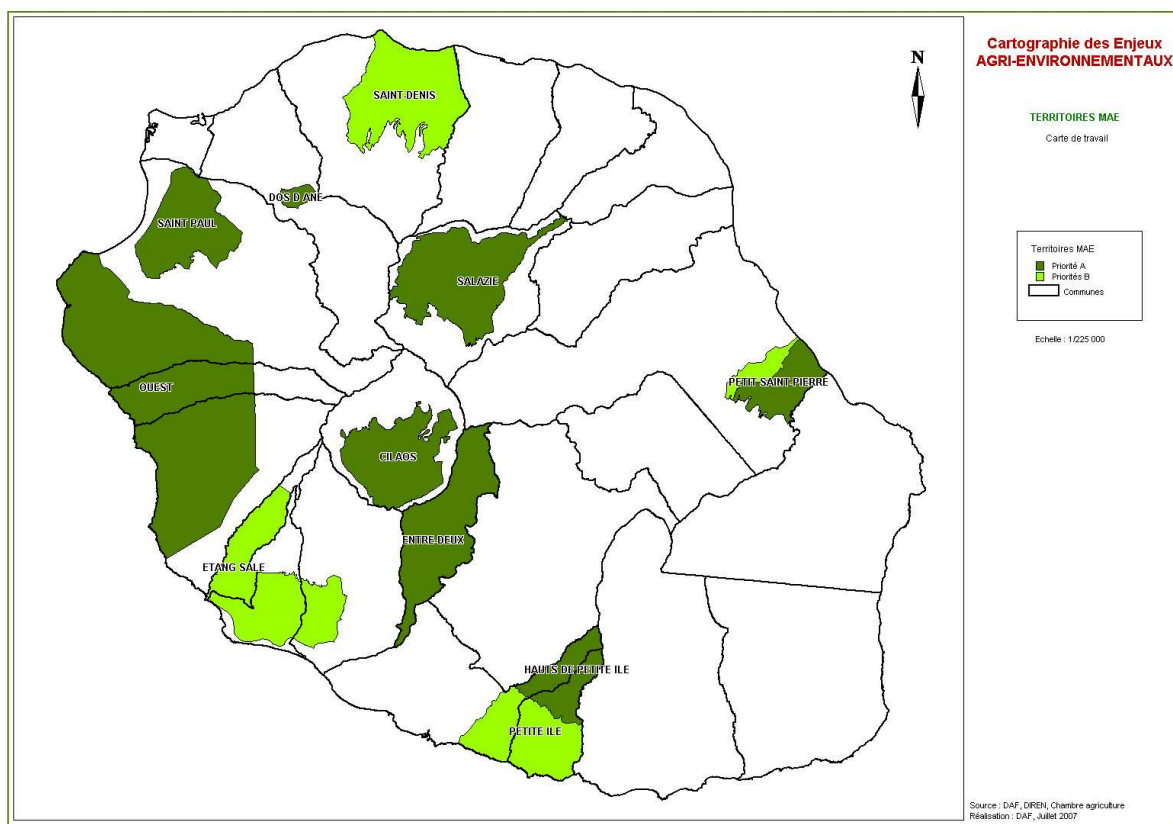 Cartographie des Enjeux
AGRI-ENVIRONNEMENTAUX
TERRITOIRES MAE
Carte de travail
N
SAINT-DENIS
DOS D ANE
SAINT PAUL
SALAZIE
OUEST
PETIT SAINT-PIERRE
CILAOS
ENTRE-DEUX
ETANG SALE
HAUTS DE PETITE ILE
PETITE ILE
Territoires MAE
Priorité A
Priorités B
Communes
Echelle : 1/225 000
Source : DAF, DIREN, Chambre agriculture
Réalisation : DAF, Juillet 2007